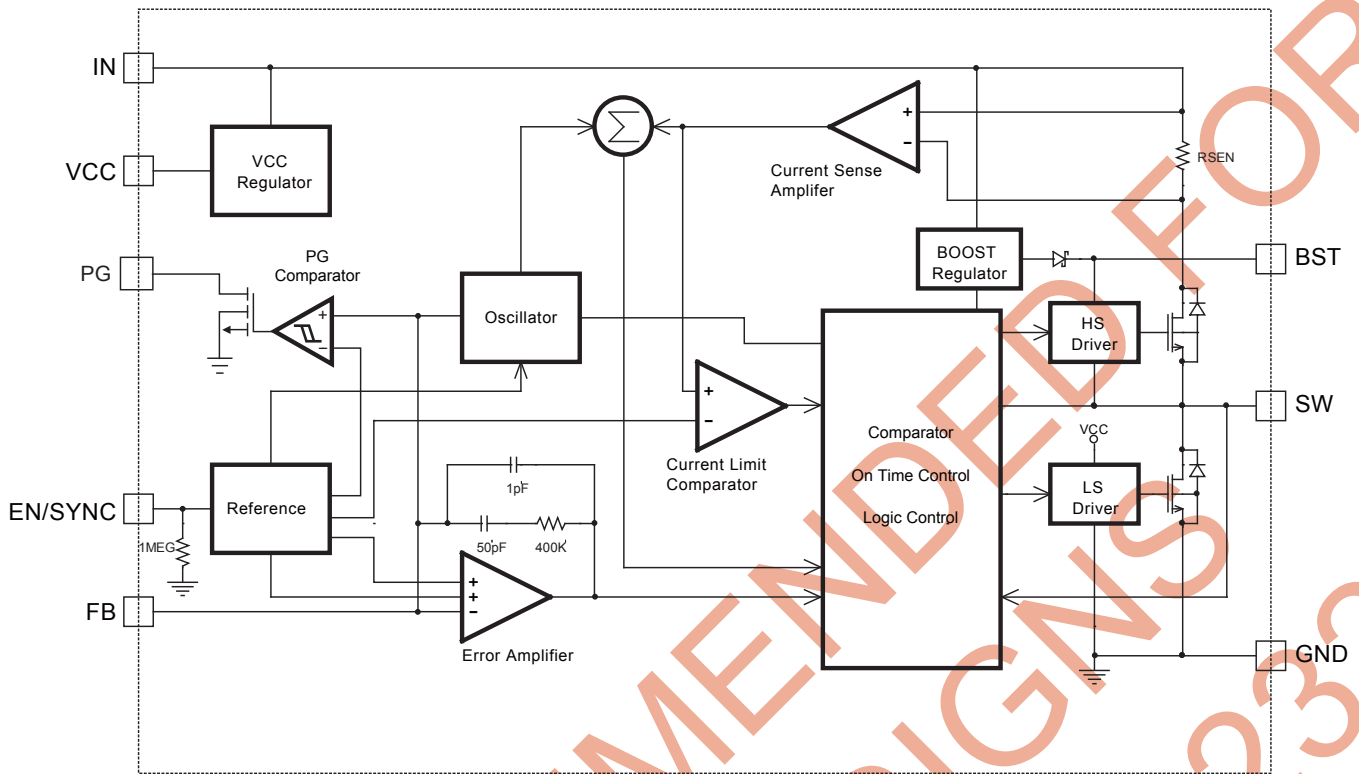 IN
VCC
VCC
Regulator
PG
PG
Comparator
+
−
Σ
+
−
Current Sense
Amplifer
RSEN
BOOST
Regulator
BST
Oscillator
HS
Driver
SW
+
−
Current Limit
Comparator
Comparator
On Time Control
Logic Control
VCC
LS
Driver
EN/SYNC
1MEG
Reference
1pF
50pF
400K
FB
+
+
−
Error Amplifier
GND
MENDED FOR
IGNS
233